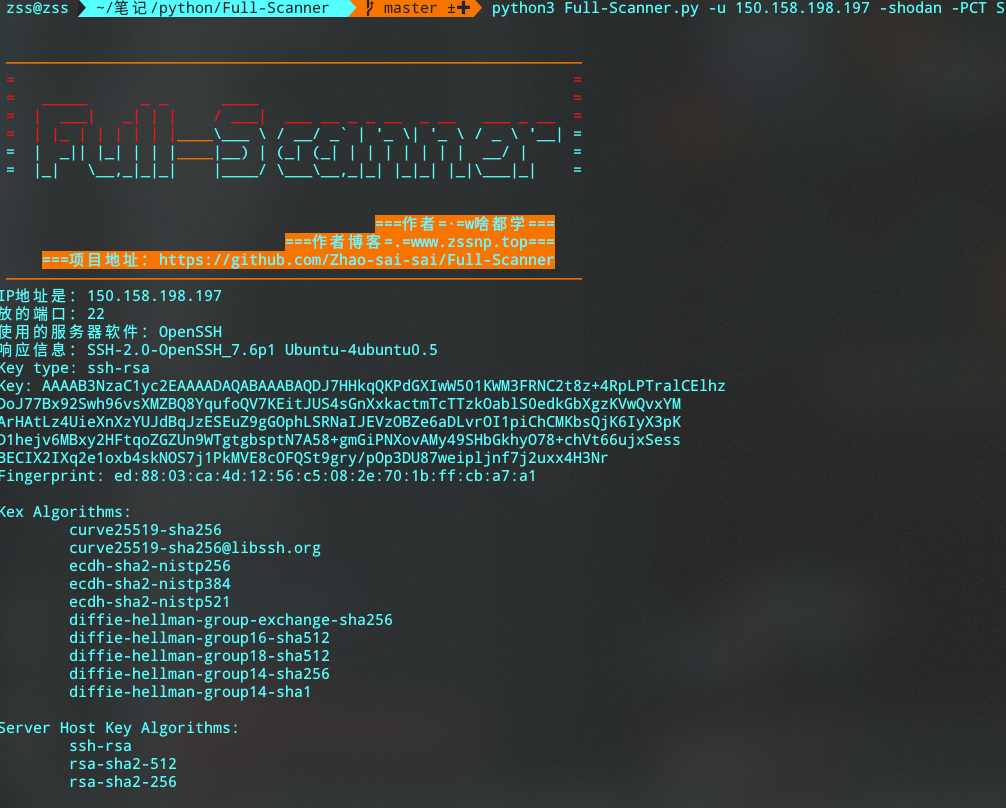 zss@zss ~/笔记/python/Full-Scanner master ±✚ python3 Full-Scanner.py -u 150.158.198.197 -shodan -PCT S
Full-Scanner
===作者=·=w啥都学===
===作者博客=.=www.zssnp.top===
===项目地址: https://github.com/Zhao-sai-sai/Full-Scanner
IP地址是: 150.158.198.197
放的端口: 22
使用的服务器软件: OpenSSH
响应信息: SSH-2.0-OpenSSH_7.6p1 Ubuntu-4ubuntu0.5
Key type: ssh-rsa
Key: AAAAB3NzaC1yc2EAAAADAQABAAABAQDJ7HHkqQKPdGXIwW501KWM3FRNC2t8z+4RpLPTralCElhz
DoJ77Bx92Swh96vsXMZBQ8YqufoQV7KEitJUS4sGnXxkactmTcTTzkOablSOedkGbXgzKVwQvxYM
ArHAtLz4UieXnXzYUJdBqJzESEuZ9gGOphLSRNaIJEVzOBZe6aDLvrOI1piChCMKbsQjK6IyX3pK
D1hejv6MBxy2HFtqoZGZUn9WTgtgbsptN7A58+gmGiPNXovAMy49SHbGkhyO78+chVt66ujxSess
BECIX2IXq2e1oxb4skNOS7j1PkMVE8cOFQSt9gry/pOp3DU87weipljnf7j2uxx4H3Nr
Fingerprint: ed:88:03:ca:4d:12:56:c5:08:2e:70:1b:ff:cb:a7:a1
Kex Algorithms:
curve25519-sha256
curve25519-sha256@libssh.org
ecdh-sha2-nistp256
ecdh-sha2-nistp384
ecdh-sha2-nistp521
diffie-hellman-group-exchange-sha256
diffie-hellman-group16-sha512
diffie-hellman-group18-sha512
diffie-hellman-group14-sha256
diffie-hellman-group14-sha1
Server Host Key Algorithms:
ssh-rsa
rsa-sha2-512
rsa-sha2-256